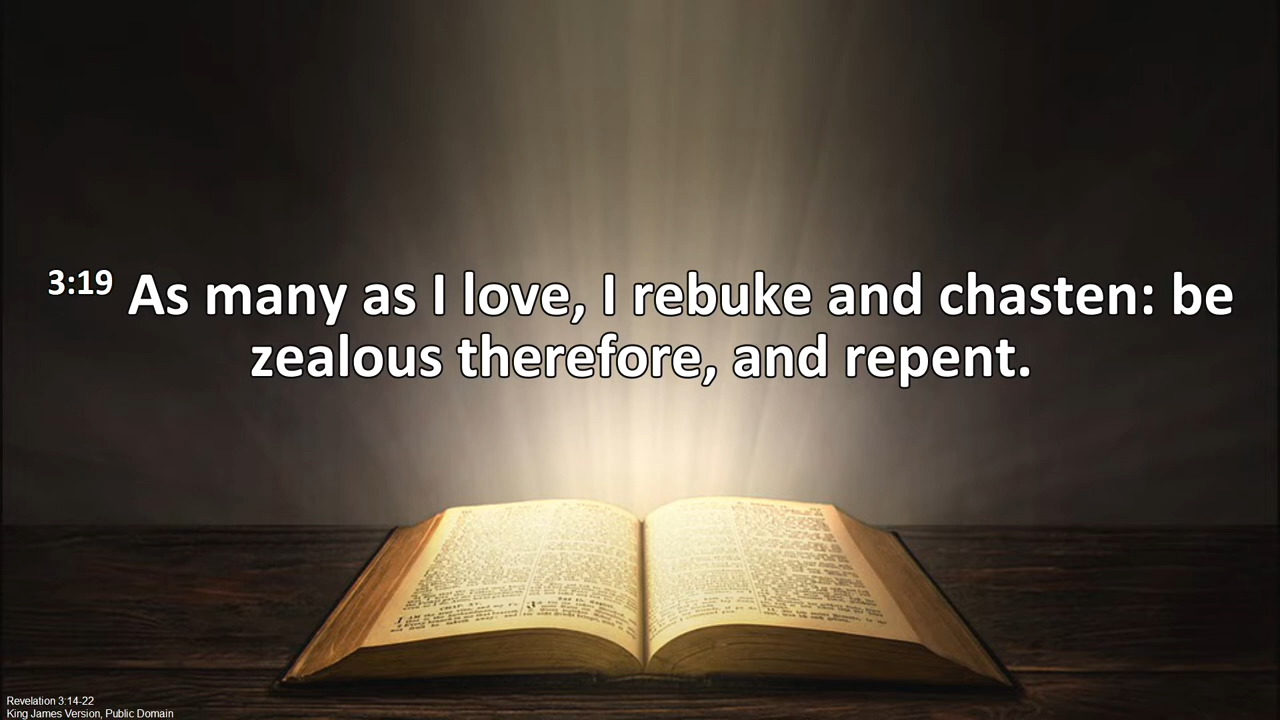 3:19 As many as I love, I rebuke and chasten: be
zealous therefore, and repent.
Revelation 3:14-22
King James Version, Public Domain